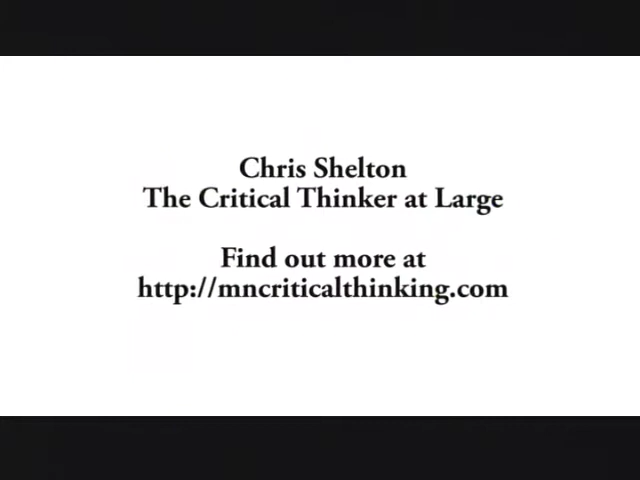 Chris Shelton
The Critical Thinker at Large
Find out more at
http://mncriticalthinking.com